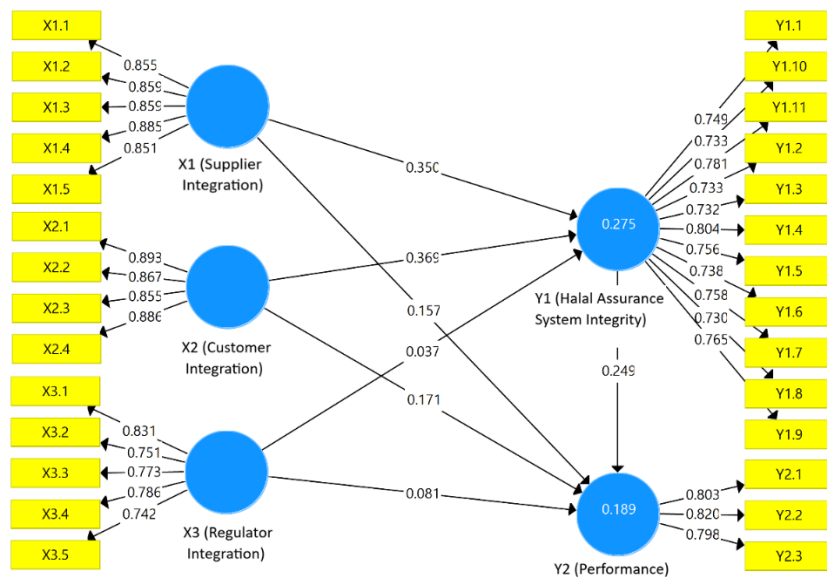 X1.1
X1.2
X1.3
X1.4
X1.5
0.855
0.859
0.859
0.885
0.851
X1 (Supplier
Integration)
X2.1
X2.2
X2.3
X2.4
0.893
0.867
0.855
0.886
X2 (Customer
Integration)
X3.1
X3.2
X3.3
X3.4
X3.5
0.831
0.751
0.773
0.786
0.742
X3 (Regulator
Integration)
0.350
0.369
0.157
0.037
0.171
0.081
0.275
Y1 (Halal Assurance
System Integrity)
0.249
0.189
Y2 (Performance)
0.749
0.733
0.781
0.733
0.732
0.804
0.756
0.738
0.758
0.730
0.765
Y1.1
Y1.10
Y1.11
Y1.2
Y1.3
Y1.4
Y1.5
Y1.6
Y1.7
Y1.8
Y1.9
0.803
0.820
0.798
Y2.1
Y2.2
Y2.3